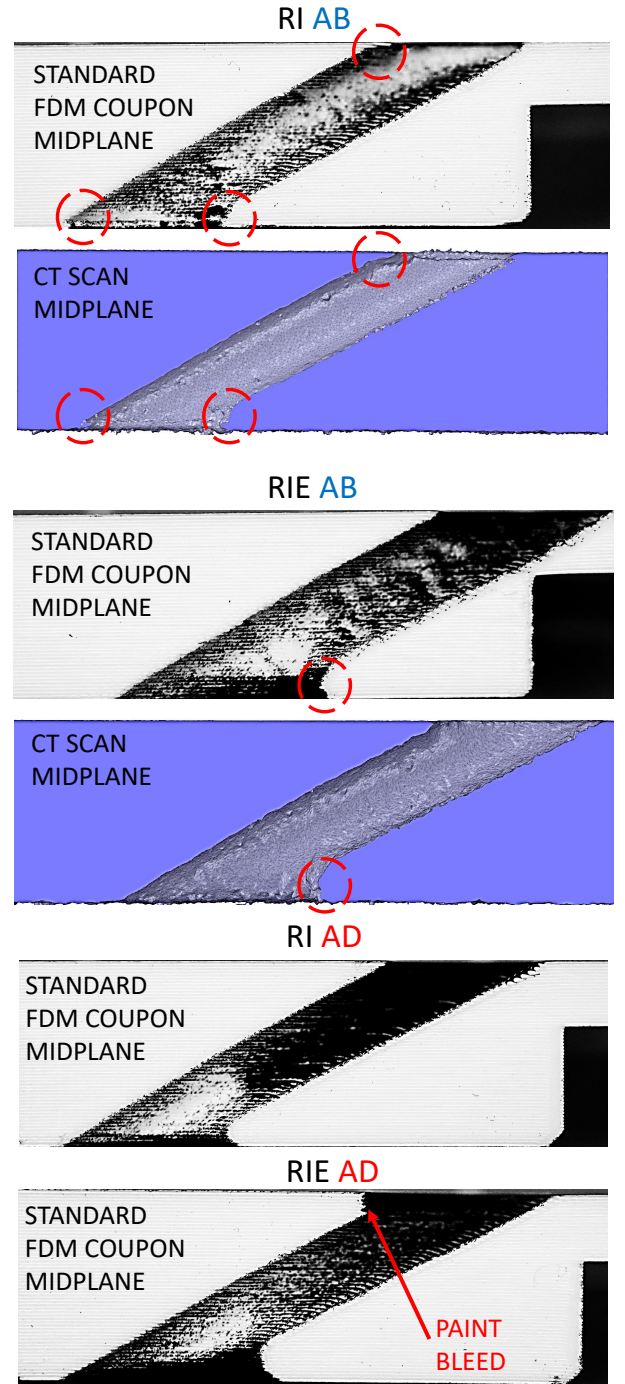 RI AB
STANDARD
FDM COUPON
MIDPLANE
CT SCAN
MIDPLANE
RIE AB
STANDARD
FDM COUPON
MIDPLANE
CT SCAN
MIDPLANE
RI AD
STANDARD
FDM COUPON
MIDPLANE
RIE AD
STANDARD
FDM COUPON
MIDPLANE
PAINT
BLEED